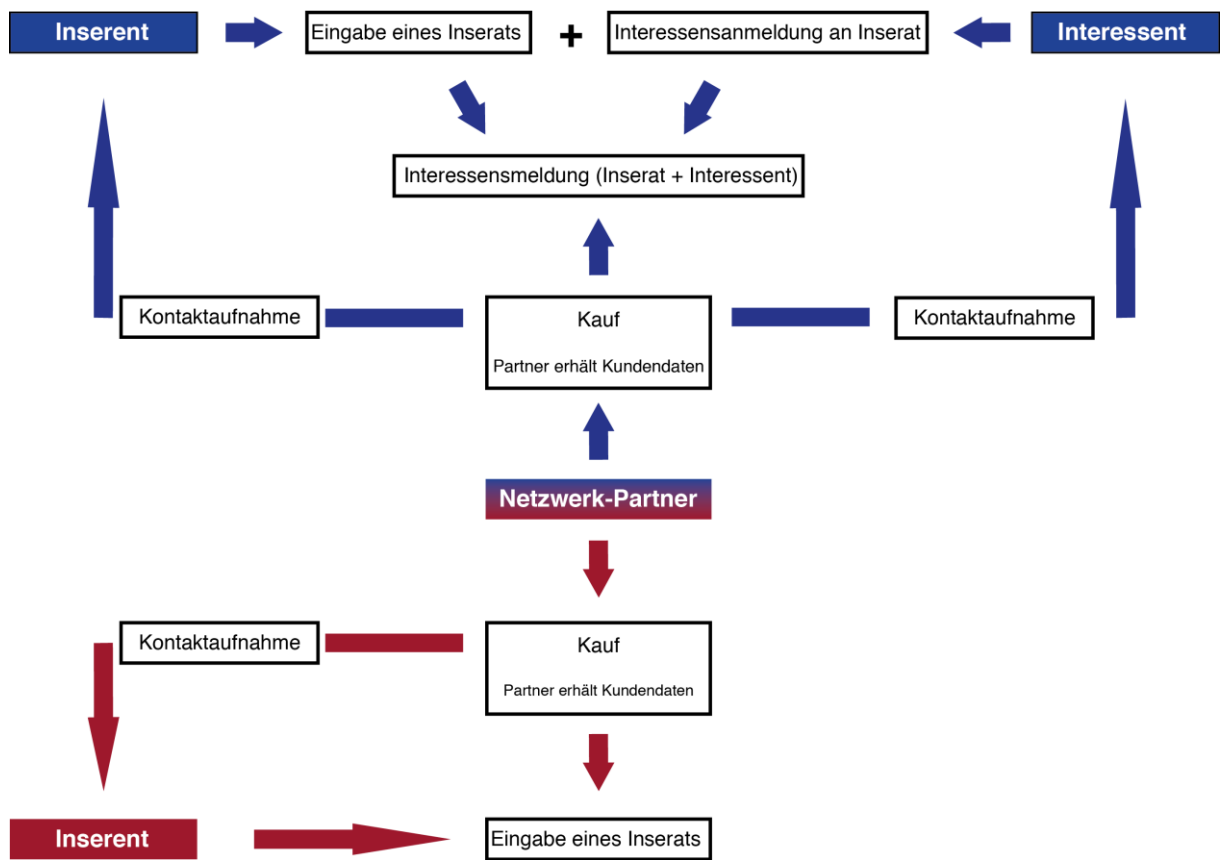 Inserent
Eingabe eines Inserats
+
Interessensanmeldung an Inserat
Interessent
Interessensmeldung (Inserat + Interessent)
Kontaktaufnahme
Kauf
Partner erhält Kundendaten
Kontaktaufnahme
Netzwerk-Partner
Kontaktaufnahme
Kauf
Partner erhält Kundendaten
Inserent
Eingabe eines Inserats